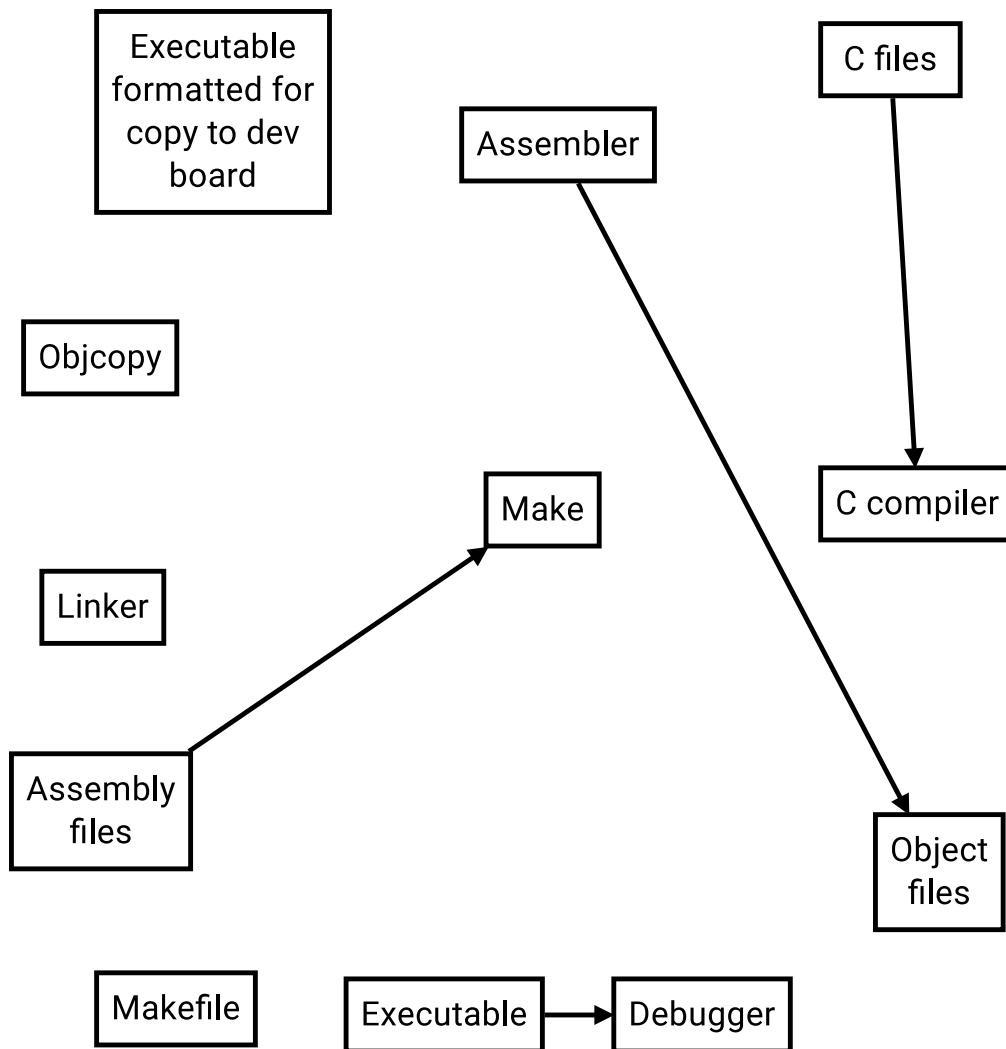 Executable
formatted for
copy to dev
board
C files
Assembler
Objcopy
Make
C compiler
Linker
Assembly
files
Object
files
Makefile
Executable
Debugger